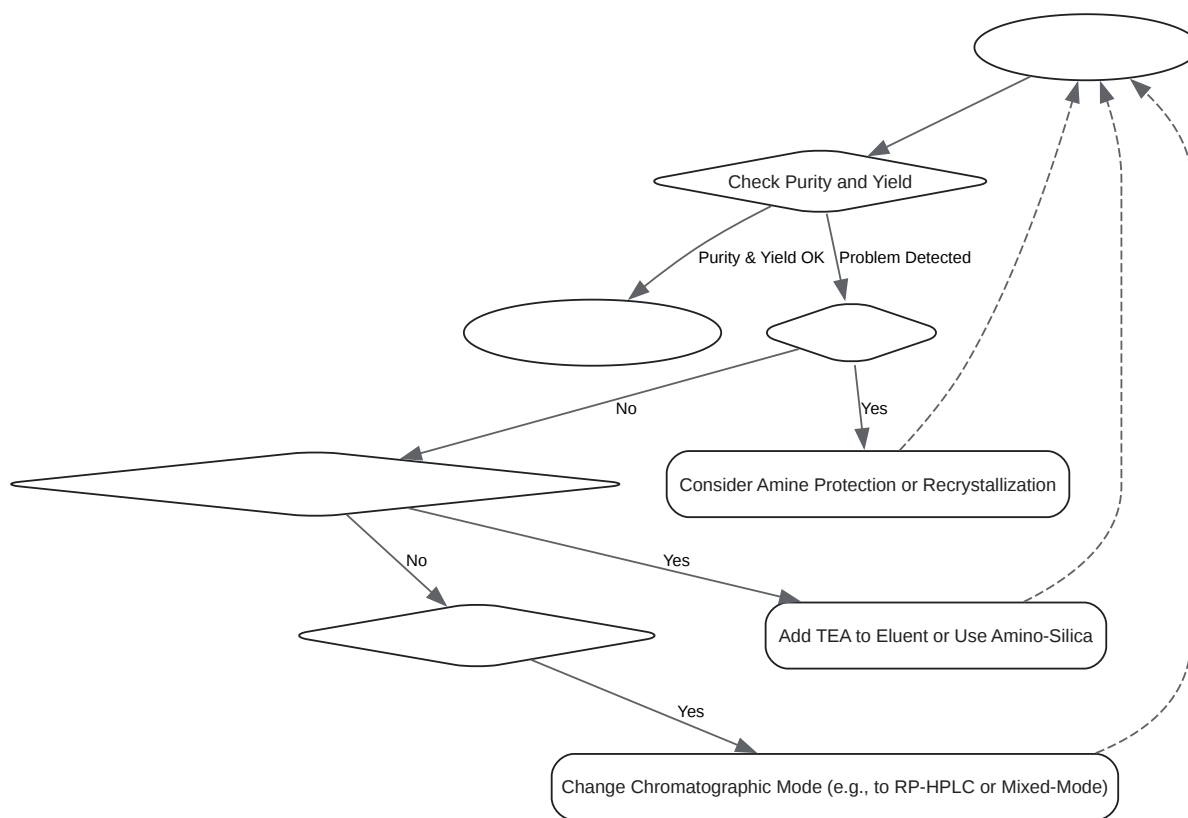 Check Purity and Yield
Purity & Yield OK
Problem Detected
No
Yes
Consider Amine Protection or Recrystallization
No
Yes
Add TEA to Eluent or Use Amino-Silica
Yes
Change Chromatographic Mode (e.g., to RP-HPLC or Mixed-Mode)